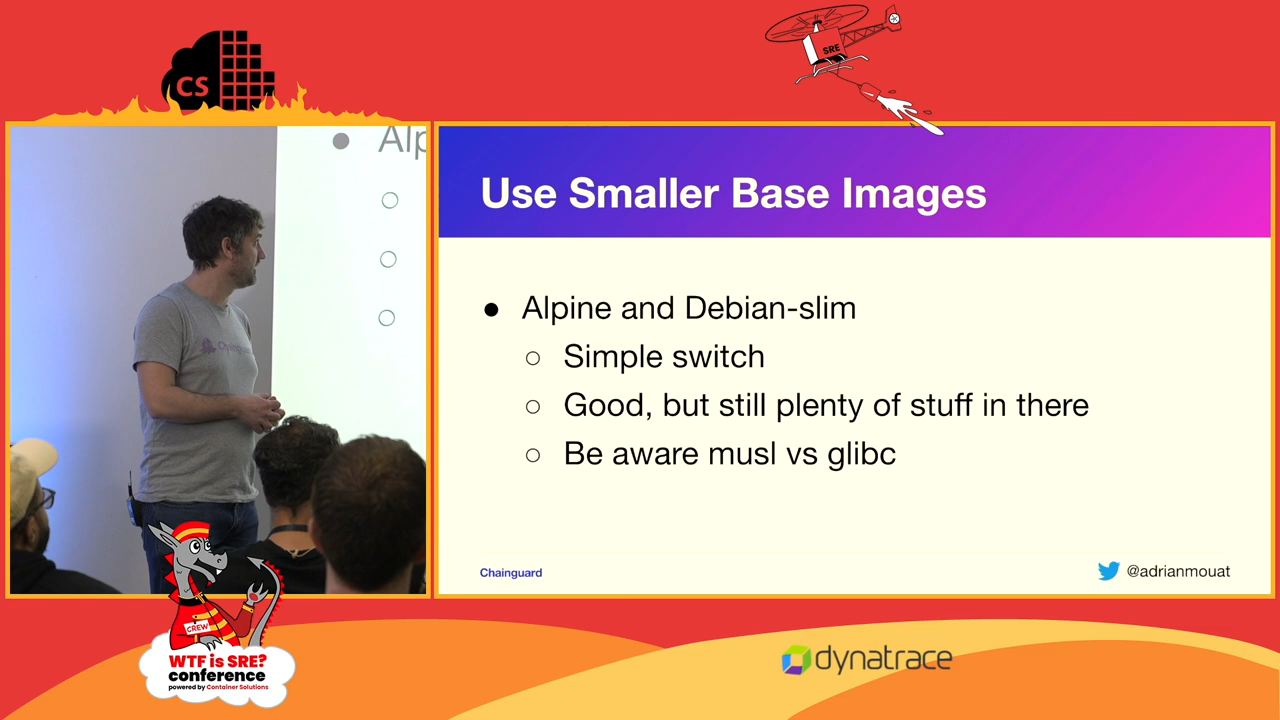 CS
SRE
Alp
Use Smaller Base Images
● Alpine and Debian-slim
○ Simple switch
○ Good, but still plenty of stuff in there
○ Be aware musl vs glibc
Chainguard
@adrianmouat
Chainguard
CREW
WTF is SRE?
conference
powered by Container Solutions
dynatrace